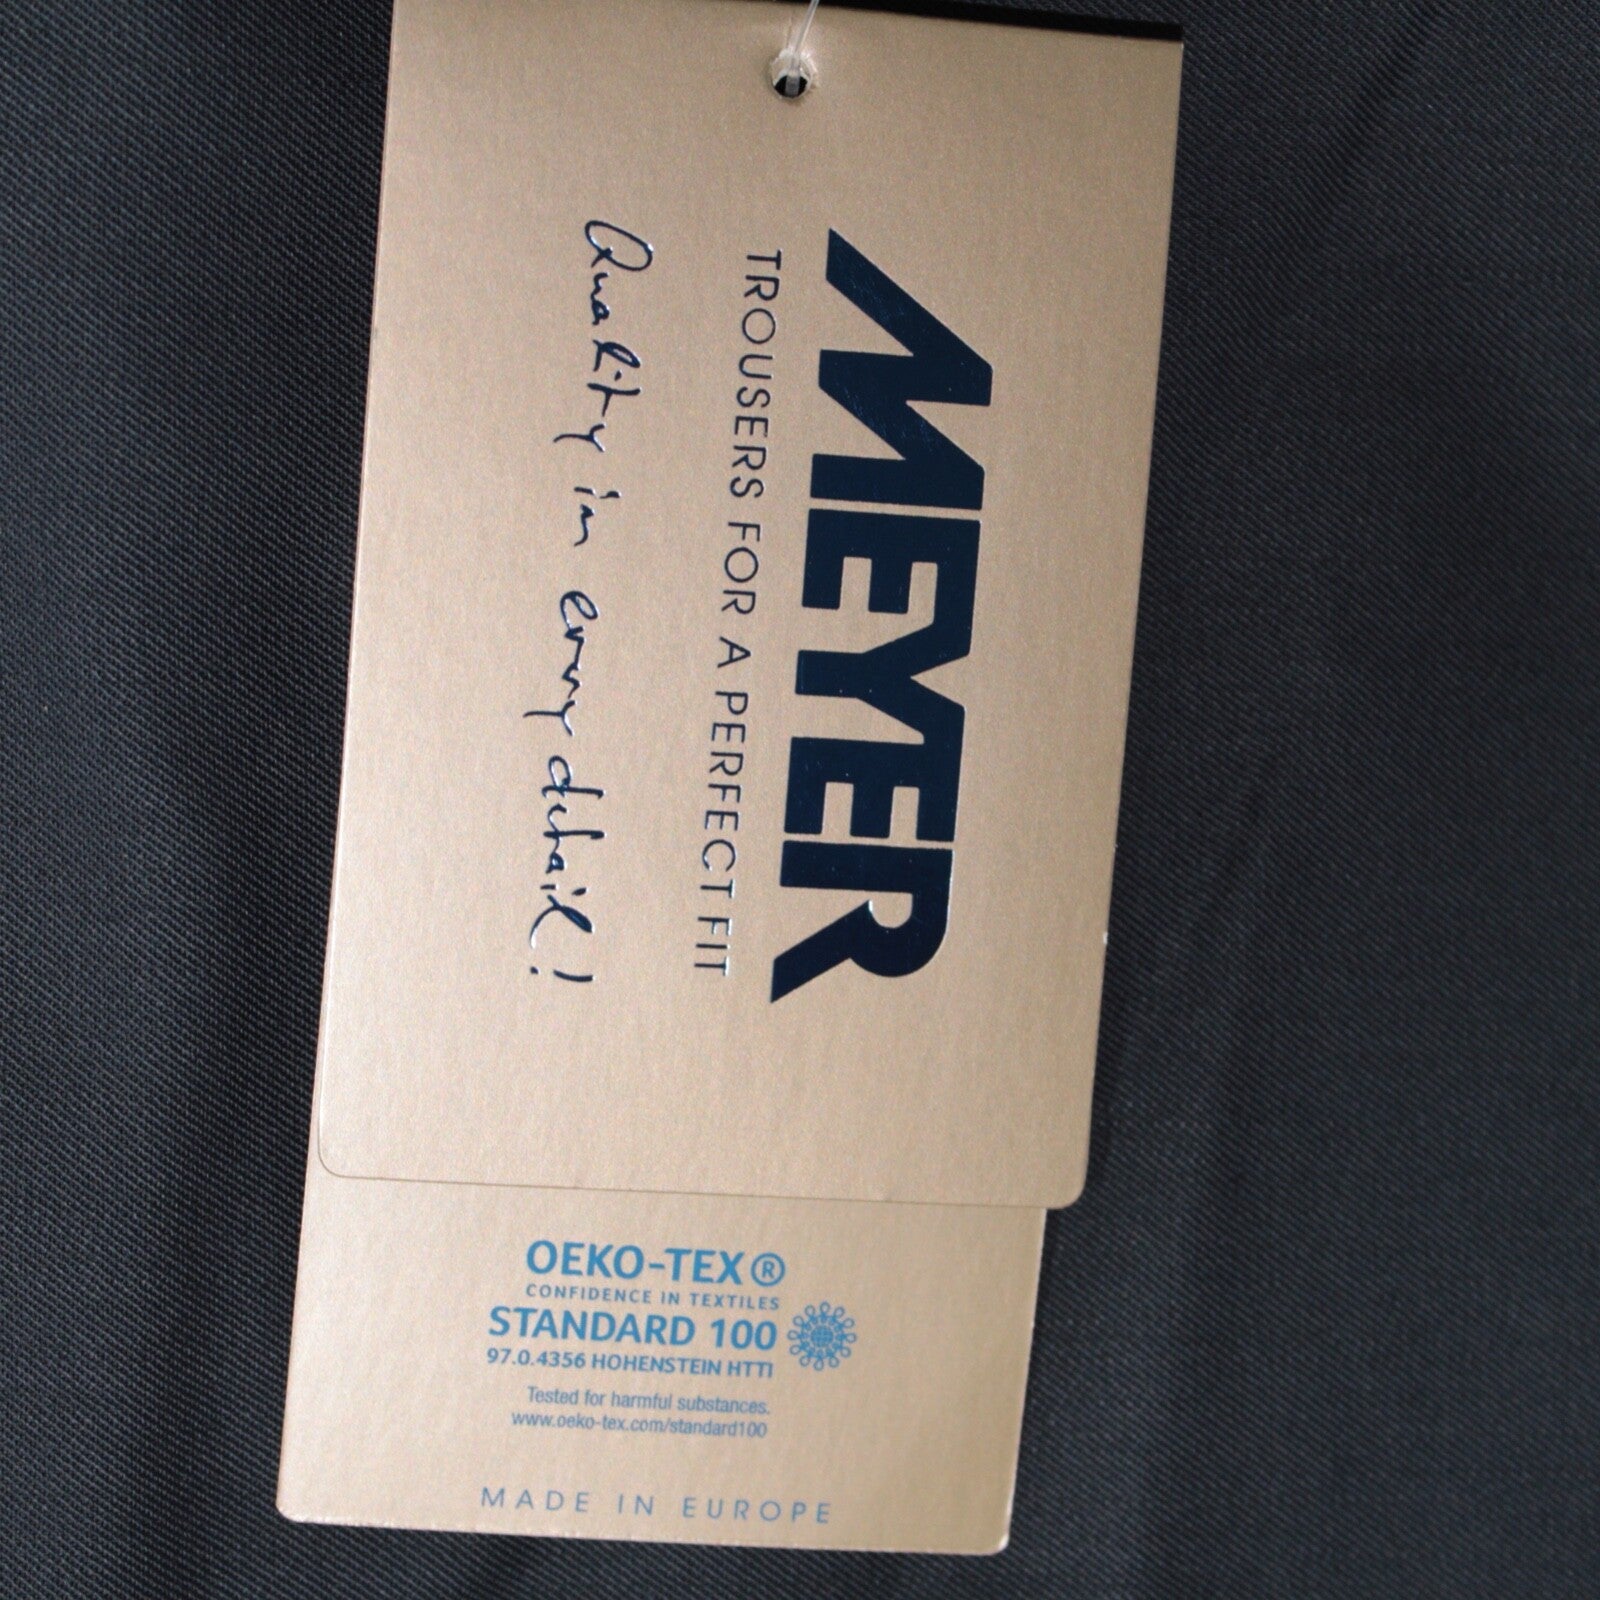 MEYER
TROUSERS FOR A PERFECT FIT
Quality in every detail!
OEKO-TEX®
CONFIDENCE IN TEXTILES
STANDARD 100
97.0.4356 HOHENSTEIN HTTI
Tested for harmful substances.
www.oeko-tex.com/standard100
MADE IN EUROPE